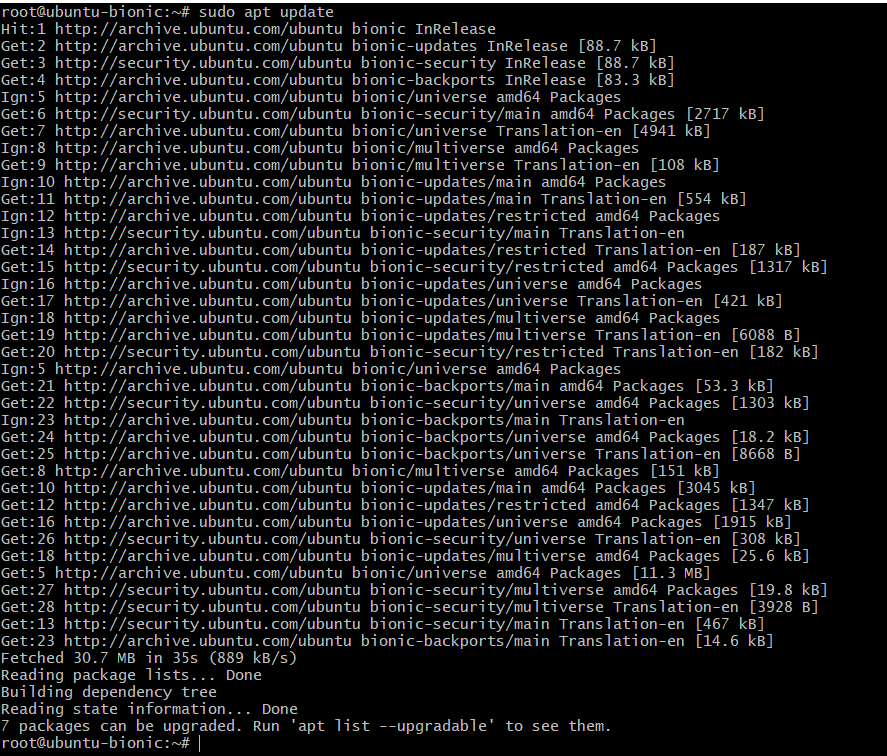 root@ubuntu-bionic:~# sudo apt update
Hit:1 http://archive.ubuntu.com/ubuntu bionic InRelease
Get:2 http://archive.ubuntu.com/ubuntu bionic-updates InRelease [88.7 kB]
Get:3 http://security.ubuntu.com/ubuntu bionic-security InRelease [88.7 kB]
Get:4 http://archive.ubuntu.com/ubuntu bionic-backports InRelease [83.3 kB]
Ign:5 http://archive.ubuntu.com/ubuntu bionic/universe amd64 Packages
Get:6 http://security.ubuntu.com/ubuntu bionic-security/main amd64 Packages [2717 kB]
Get:7 http://archive.ubuntu.com/ubuntu bionic/universe Translation-en [4941 kB]
Ign:8 http://archive.ubuntu.com/ubuntu bionic/multiverse amd64 Packages
Get:9 http://archive.ubuntu.com/ubuntu bionic/multiverse Translation-en [108 kB]
Ign:10 http://archive.ubuntu.com/ubuntu bionic-updates/main amd64 Packages
Get:11 http://archive.ubuntu.com/ubuntu bionic-updates/main Translation-en [554 kB]
Ign:12 http://archive.ubuntu.com/ubuntu bionic-updates/restricted amd64 Packages
Ign:13 http://security.ubuntu.com/ubuntu bionic-security/main Translation-en
Get:14 http://archive.ubuntu.com/ubuntu bionic-updates/restricted Translation-en [187 kB]
Get:15 http://security.ubuntu.com/ubuntu bionic-security/restricted amd64 Packages [1317 kB]
Ign:16 http://archive.ubuntu.com/ubuntu bionic-updates/universe amd64 Packages
Get:17 http://archive.ubuntu.com/ubuntu bionic-updates/universe Translation-en [421 kB]
Ign:18 http://archive.ubuntu.com/ubuntu bionic-updates/multiverse amd64 Packages
Get:19 http://archive.ubuntu.com/ubuntu bionic-updates/multiverse Translation-en [6088 B]
Get:20 http://security.ubuntu.com/ubuntu bionic-security/restricted Translation-en [182 kB]
Ign:5 http://archive.ubuntu.com/ubuntu bionic/universe amd64 Packages
Get:21 http://archive.ubuntu.com/ubuntu bionic-backports/main amd64 Packages [53.3 kB]
Get:22 http://security.ubuntu.com/ubuntu bionic-security/universe amd64 Packages [1303 kB]
Ign:23 http://archive.ubuntu.com/ubuntu bionic-backports/main Translation-en
Get:24 http://archive.ubuntu.com/ubuntu bionic-backports/universe amd64 Packages [18.2 kB]
Get:25 http://archive.ubuntu.com/ubuntu bionic-backports/universe Translation-en [8668 B]
Get:8 http://archive.ubuntu.com/ubuntu bionic/multiverse amd64 Packages [151 kB]
Get:10 http://archive.ubuntu.com/ubuntu bionic-updates/main amd64 Packages [3045 kB]
Get:12 http://archive.ubuntu.com/ubuntu bionic-updates/restricted amd64 Packages [1347 kB]
Get:16 http://archive.ubuntu.com/ubuntu bionic-updates/universe amd64 Packages [1915 kB]
Get:26 http://security.ubuntu.com/ubuntu bionic-security/universe Translation-en [308 kB]
Get:18 http://archive.ubuntu.com/ubuntu bionic-updates/multiverse amd64 Packages [25.6 kB]
Get:5 http://archive.ubuntu.com/ubuntu bionic/universe amd64 Packages [11.3 MB]
Get:27 http://security.ubuntu.com/ubuntu bionic-security/multiverse amd64 Packages [19.8 kB]
Get:28 http://security.ubuntu.com/ubuntu bionic-security/multiverse Translation-en [3928 B]
Get:13 http://security.ubuntu.com/ubuntu bionic-security/main Translation-en [467 kB]
Get:23 http://archive.ubuntu.com/ubuntu bionic-backports/main Translation-en [14.6 kB]
Fetched 30.7 MB in 35s (889 kB/s)
Reading package lists... Done
Building dependency tree
Reading state information... Done
7 packages can be upgraded. Run 'apt list --upgradable' to see them.
root@ubuntu-bionic:~#